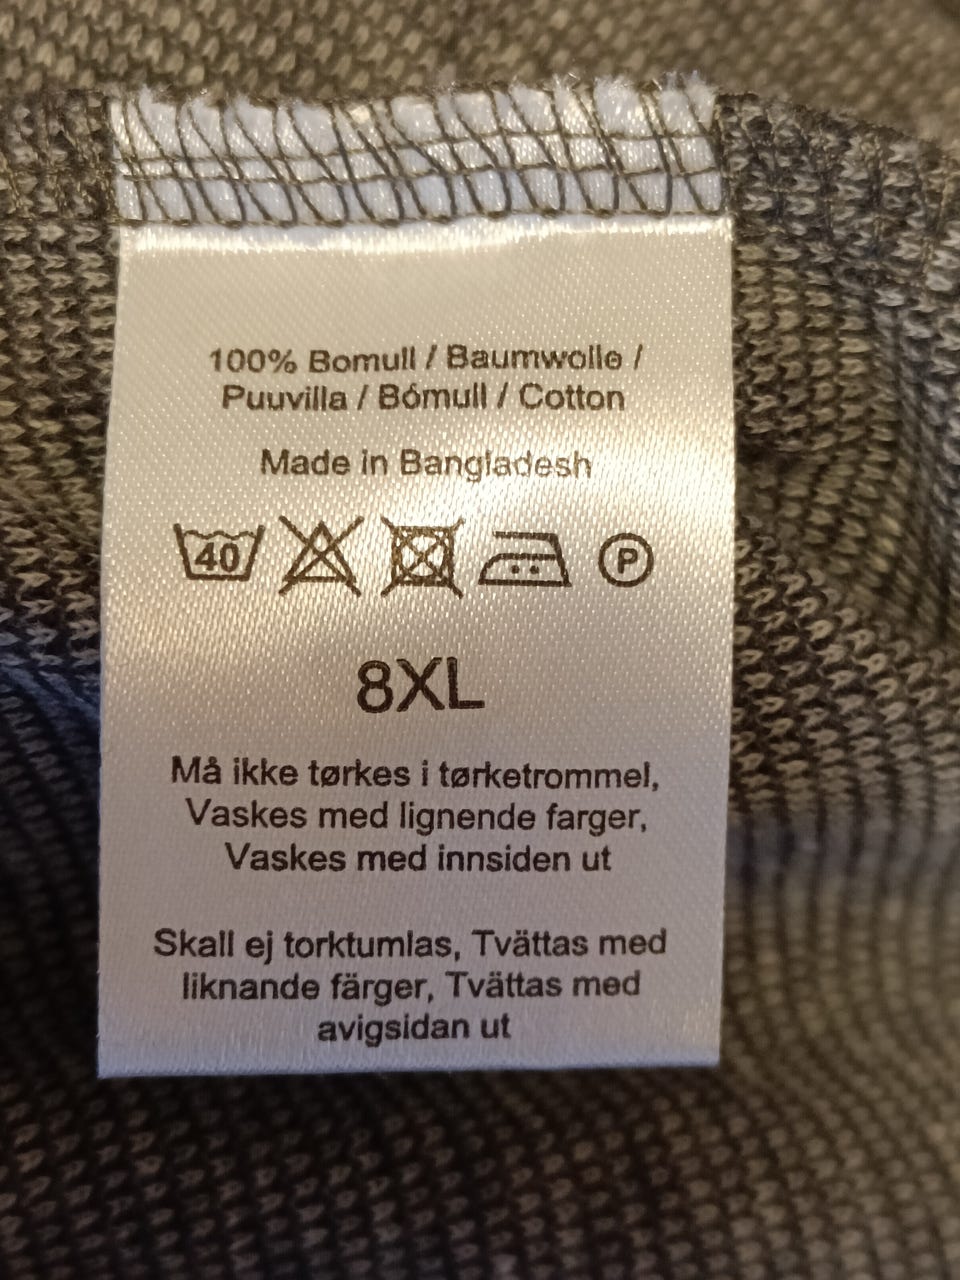 100% Bomull / Baumwolle /
Puuvilla / Bómull / Cotton
Made in Bangladesh
40 P
8XL
Må ikke tørkes i tørketrommel,
Vaskes med lignende farger,
Vaskes med innsiden ut
Skall ej torktumlas, Tvättas med
liknande färger, Tvättas med
avigsidan ut